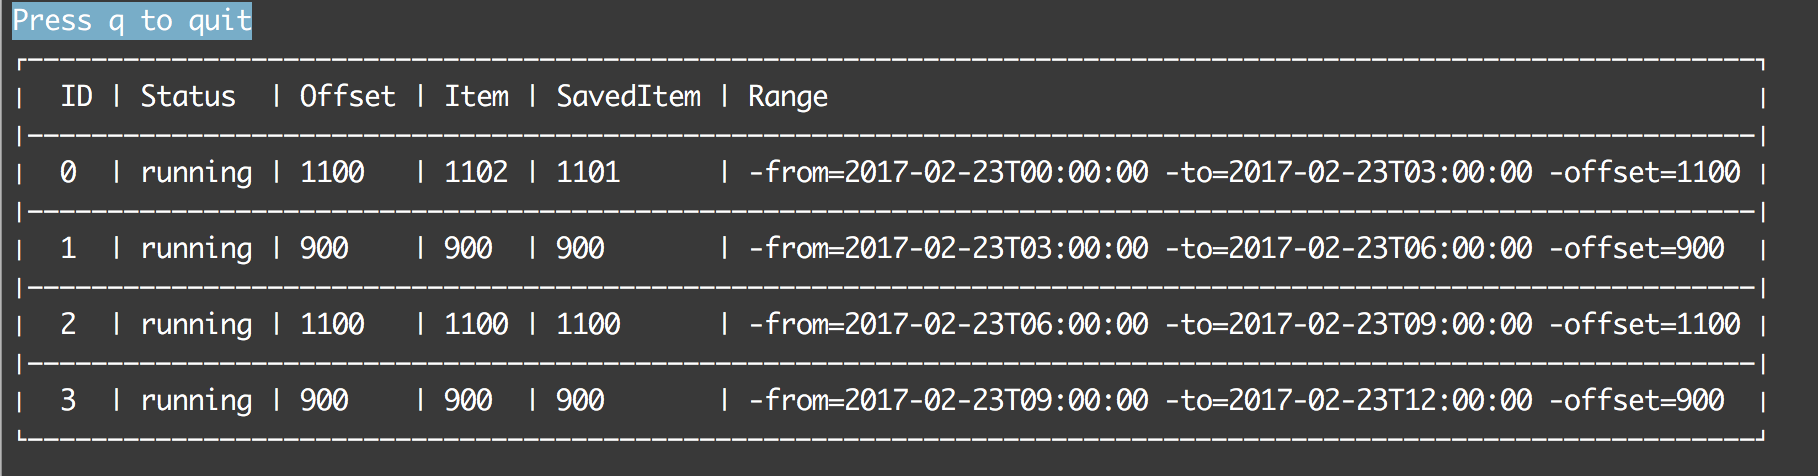 Press q to quit
ID | Status | Offset | Item | SavedItem | Range
0 | running | 1100 | 1102 | 1101 | -from=2017-02-23T00:00:00 -to=2017-02-23T03:00:00 -offset=1100
1 | running | 900 | 900 | 900 | -from=2017-02-23T03:00:00 -to=2017-02-23T06:00:00 -offset=900
2 | running | 1100 | 1100 | 1100 | -from=2017-02-23T06:00:00 -to=2017-02-23T09:00:00 -offset=1100
3 | running | 900 | 900 | 900 | -from=2017-02-23T09:00:00 -to=2017-02-23T12:00:00 -offset=900